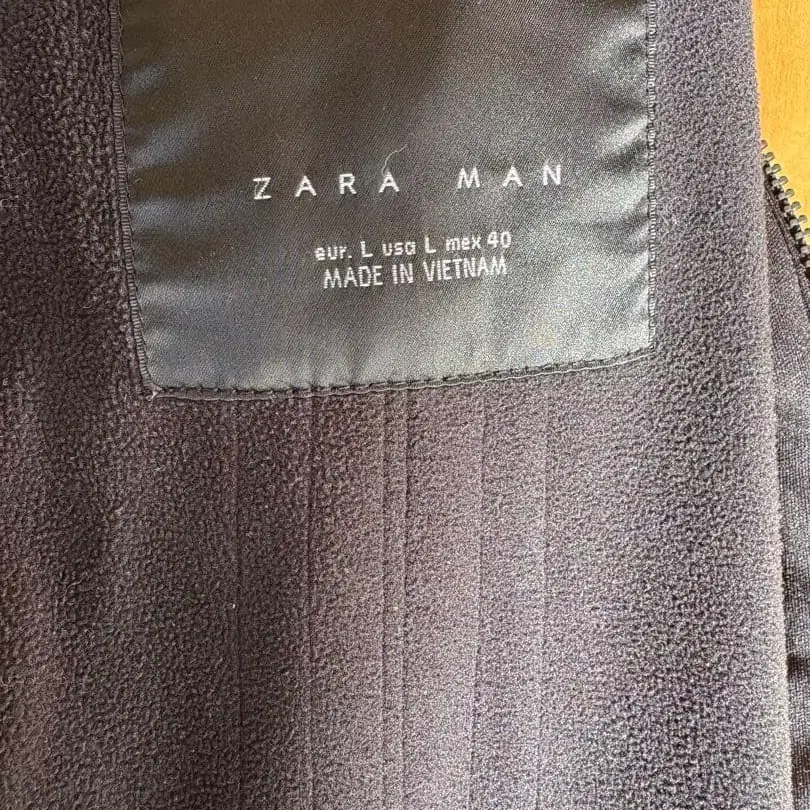 ZARA MAN
eur. L usa L mex 40
MADE IN VIETNAM